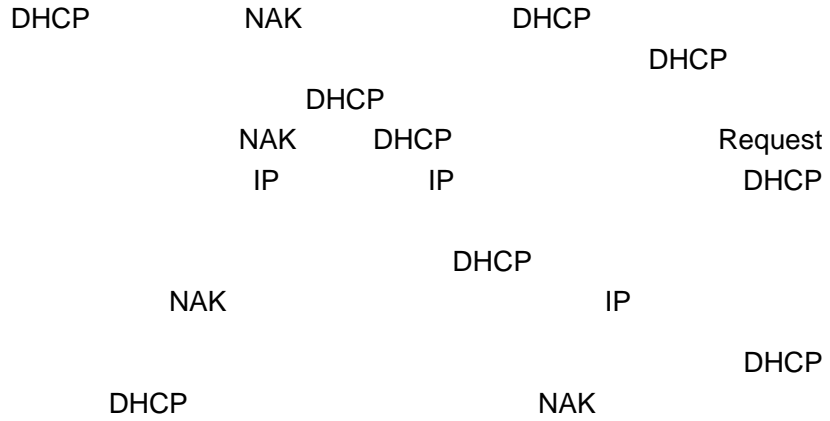 DHCP NAK DHCP
DHCP
DHCP
NAK DHCP Request
IP IP DHCP
DHCP
NAK IP
DHCP
DHCP NAK